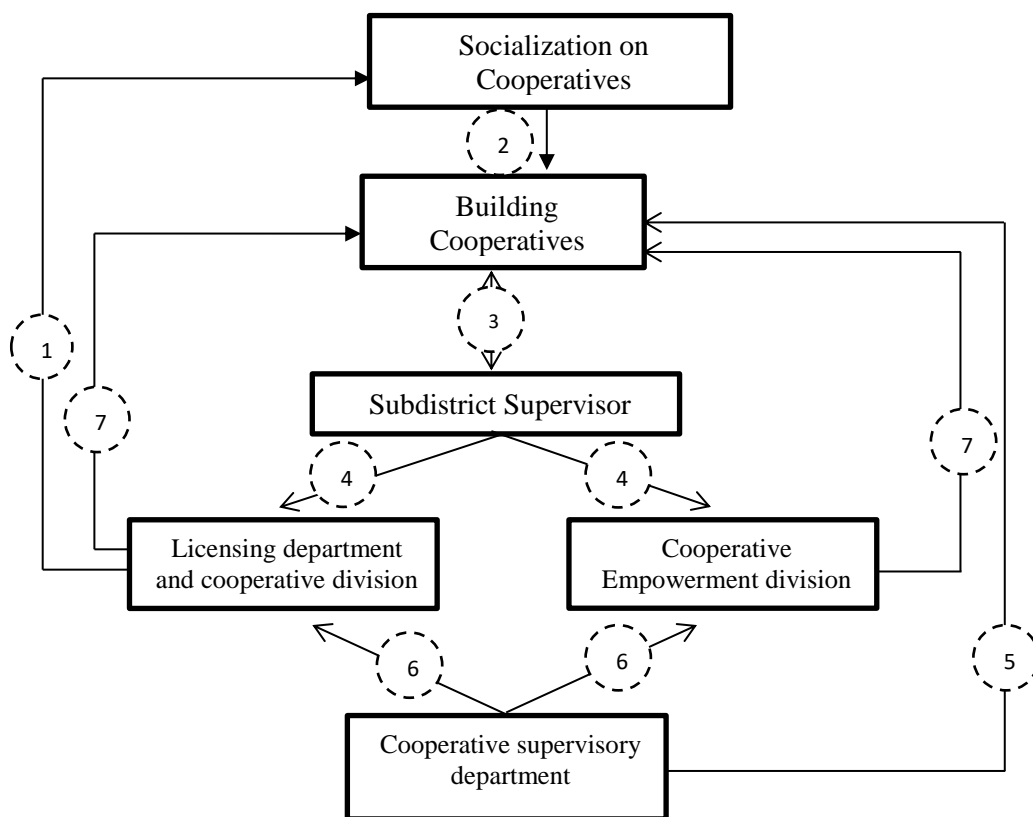 Socialization on
Cooperatives
2
Building
Cooperatives
3
1
Subdistrict Supervisor
7
7
4
4
Licensing department
and cooperative division
Cooperative
Empowerment division
6
6
5
Cooperative supervisory
department